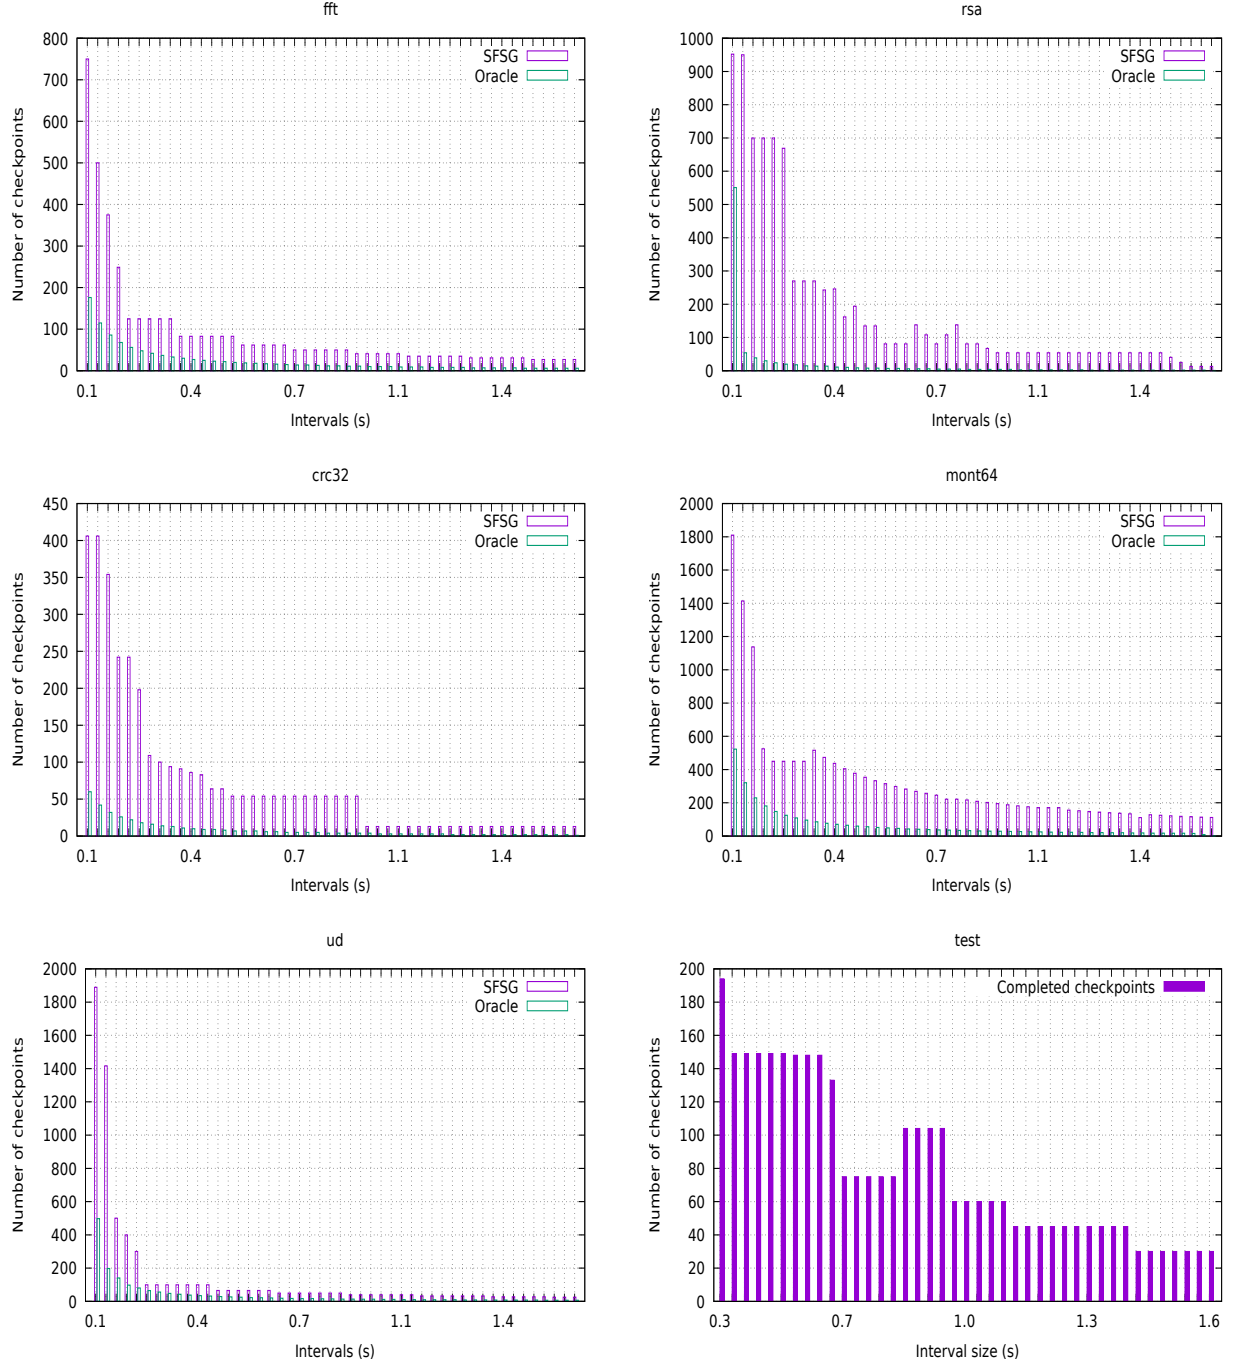 fft
800
700
600
500
400
300
200
100
0
Number of checkpoints
SFSG
Oracle
0.1 0.4 0.7 1.1 1.4
Intervals (s)
rsa
1000
900
800
700
600
500
400
300
200
100
0
Number of checkpoints
SFSG
Oracle
0.1 0.4 0.7 1.1 1.4
Intervals (s)
crc32
450
400
350
300
250
200
150
100
50
0
Number of checkpoints
SFSG
Oracle
0.1 0.4 0.7 1.1 1.4
Intervals (s)
mont64
2000
1800
1600
1400
1200
1000
800
600
400
200
0
Number of checkpoints
SFSG
Oracle
0.1 0.4 0.7 1.1 1.4
Intervals (s)
ud
2000
1800
1600
1400
1200
1000
800
600
400
200
0
Number of checkpoints
SFSG
Oracle
0.1 0.4 0.7 1.1 1.4
Intervals (s)
test
200
180
160
140
120
100
80
60
40
20
0
Number of checkpoints
Completed checkpoints
0.3 0.7 1.0 1.3 1.6
Interval size (s)